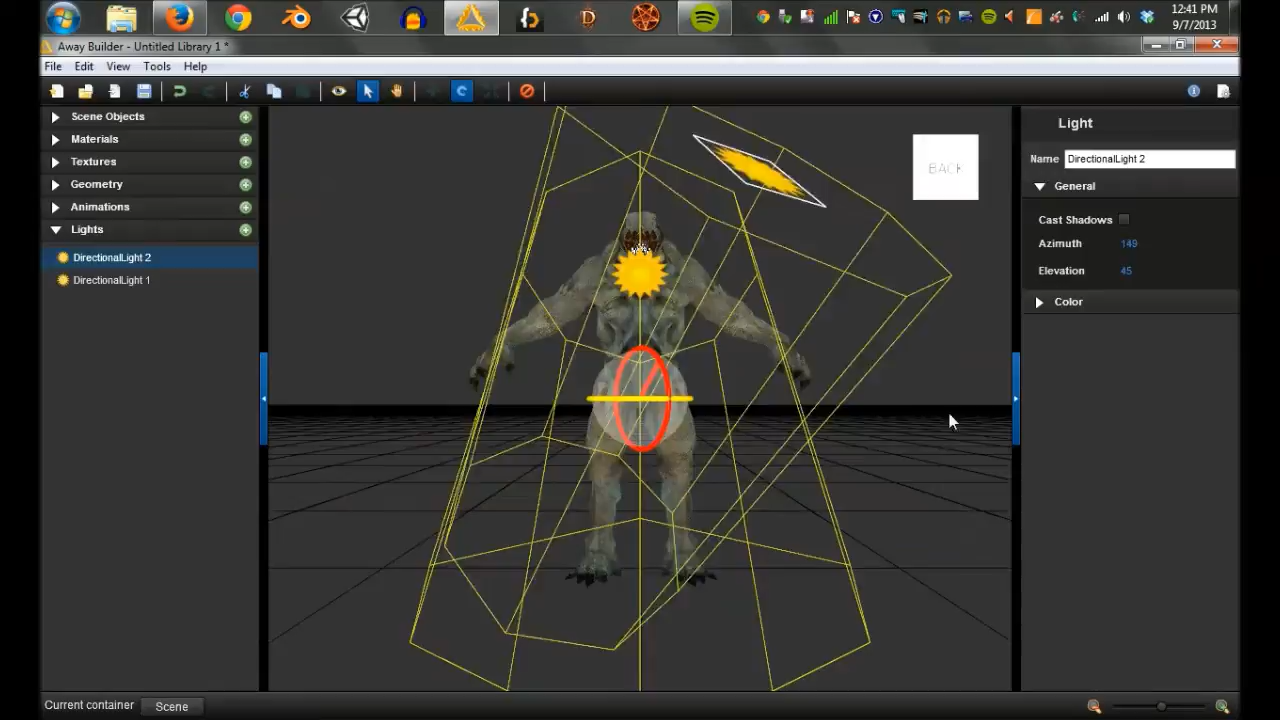 12:41 PM
9/7/2013
Away Builder - Untitled Library 1 *
File Edit View Tools Help
Scene Objects
Materials
Textures
Geometry
Animations
Lights
DirectionalLight 2
DirectionalLight 1
BACK
Light
Name DirectionalLight 2
General
Cast Shadows
Azimuth 149
Elevation 45
Color
Current container Scene